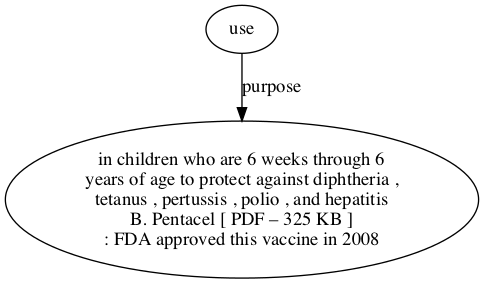 use
purpose
in children who are 6 weeks through 6
years of age to protect against diphtheria ,
tetanus , pertussis , polio , and hepatitis
B. Pentacel [ PDF – 325 KB ]
: FDA approved this vaccine in 2008